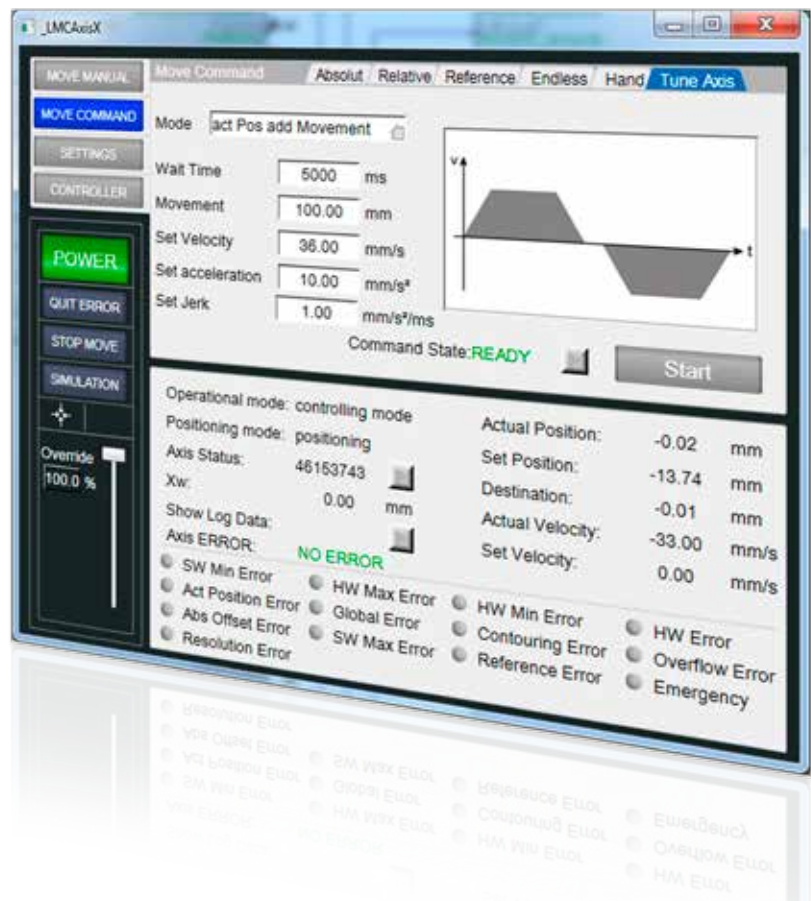 _LMCAxisX
MOVE MANUAL
MOVE COMMAND
SETTINGS
CONTROLLER
POWER
QUIT ERROR
STOP MOVE
SIMULATION
Override
100.0 %
Move Command Absolut Relative Reference Endless Hand Tune Axis
Mode act Pos add Movement
Wait Time 5000 ms
Movement 100.00 mm
Set Velocity 36.00 mm/s
Set acceleration 10.00 mm/s²
Set Jerk 1.00 mm/s²/ms
v
t
Command State:READY
Start
Operational mode: controlling mode
Positioning mode: positioning
Axis Status: 46153743
Xw: 0.00 mm
Show Log Data:
Axis ERROR: NO ERROR
Actual Position: -0.02 mm
Set Position: -13.74 mm
Destination: -0.01 mm
Actual Velocity: -33.00 mm/s
Set Velocity: 0.00 mm/s
SW Min Error HW Max Error HW Min Error HW Error
Act Position Error Global Error Contouring Error Overflow Error
Abs Offset Error SW Max Error Reference Error Emergency
Resolution Error